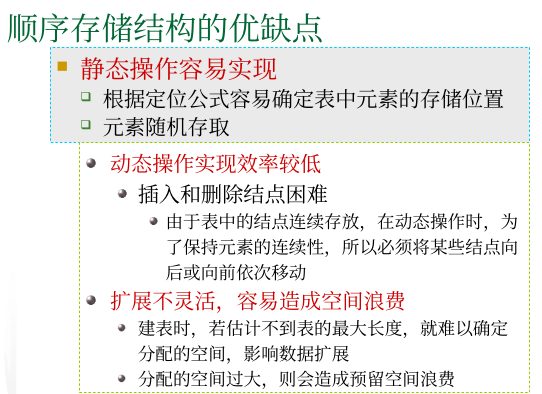 顺序存储结构的优缺点
静态操作容易实现
根据定位公式容易确定表中元素的存储位置
元素随机存取
动态操作实现效率较低
插入和删除结点困难
由于表中的结点连续存放，在动态操作时，为
了保持元素的连续性，所以必须将某些结点向
后或向前依次移动
扩展不灵活，容易造成空间浪费
建表时，若估计不到表的最大长度，就难以确定
分配的空间，影响数据扩展
分配的空间过大，则会造成预留空间浪费